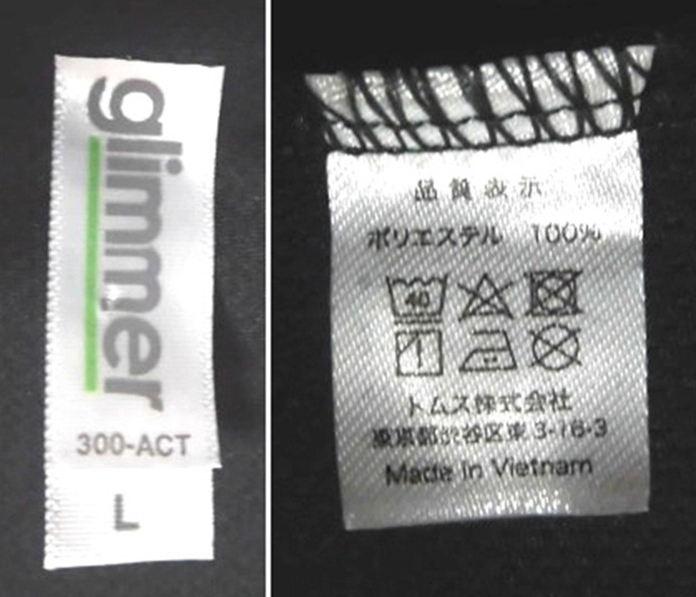 glimmer
300-ACT
L
品質表示
ポリエステル 100%
40
トムス株式会社
東京都渋谷区東 3-16-3
Made in Vietnam